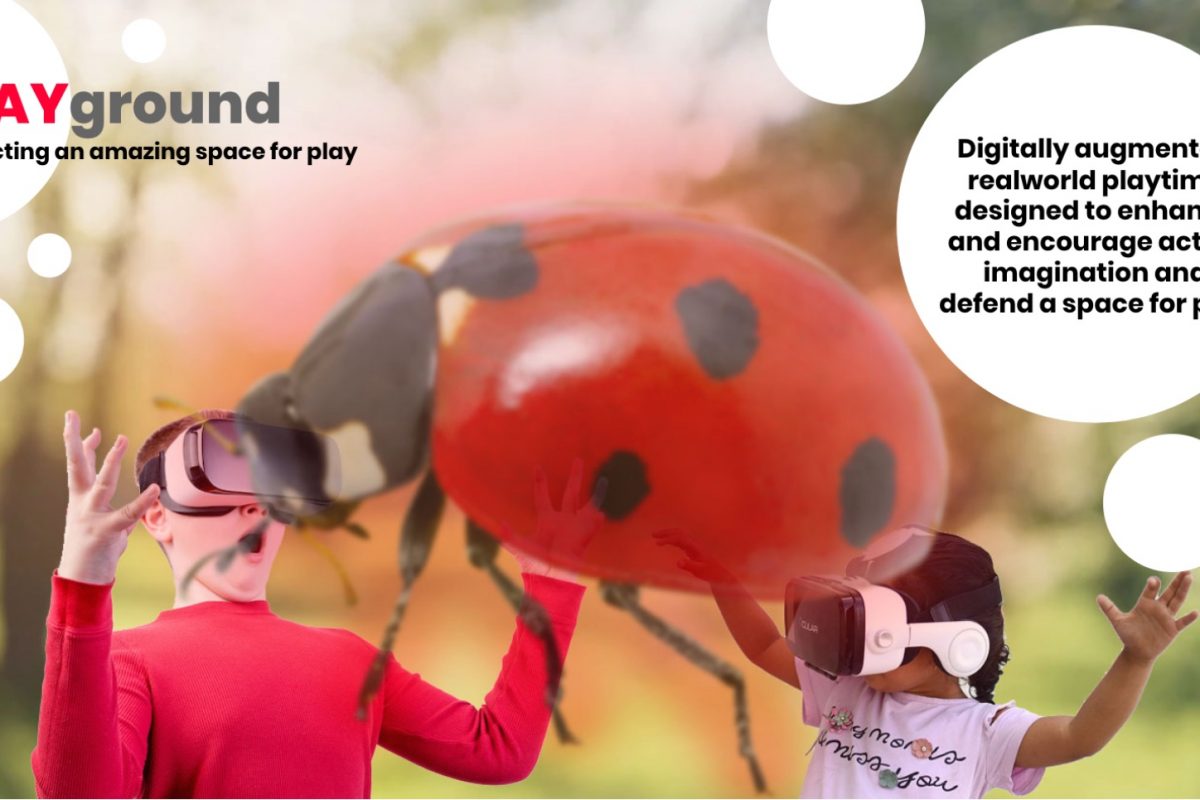 AYground
cting an amazing space for play
Digitally augment
realworld playtim
designed to enhan
and encourage act
imagination and
defend a space for p
you